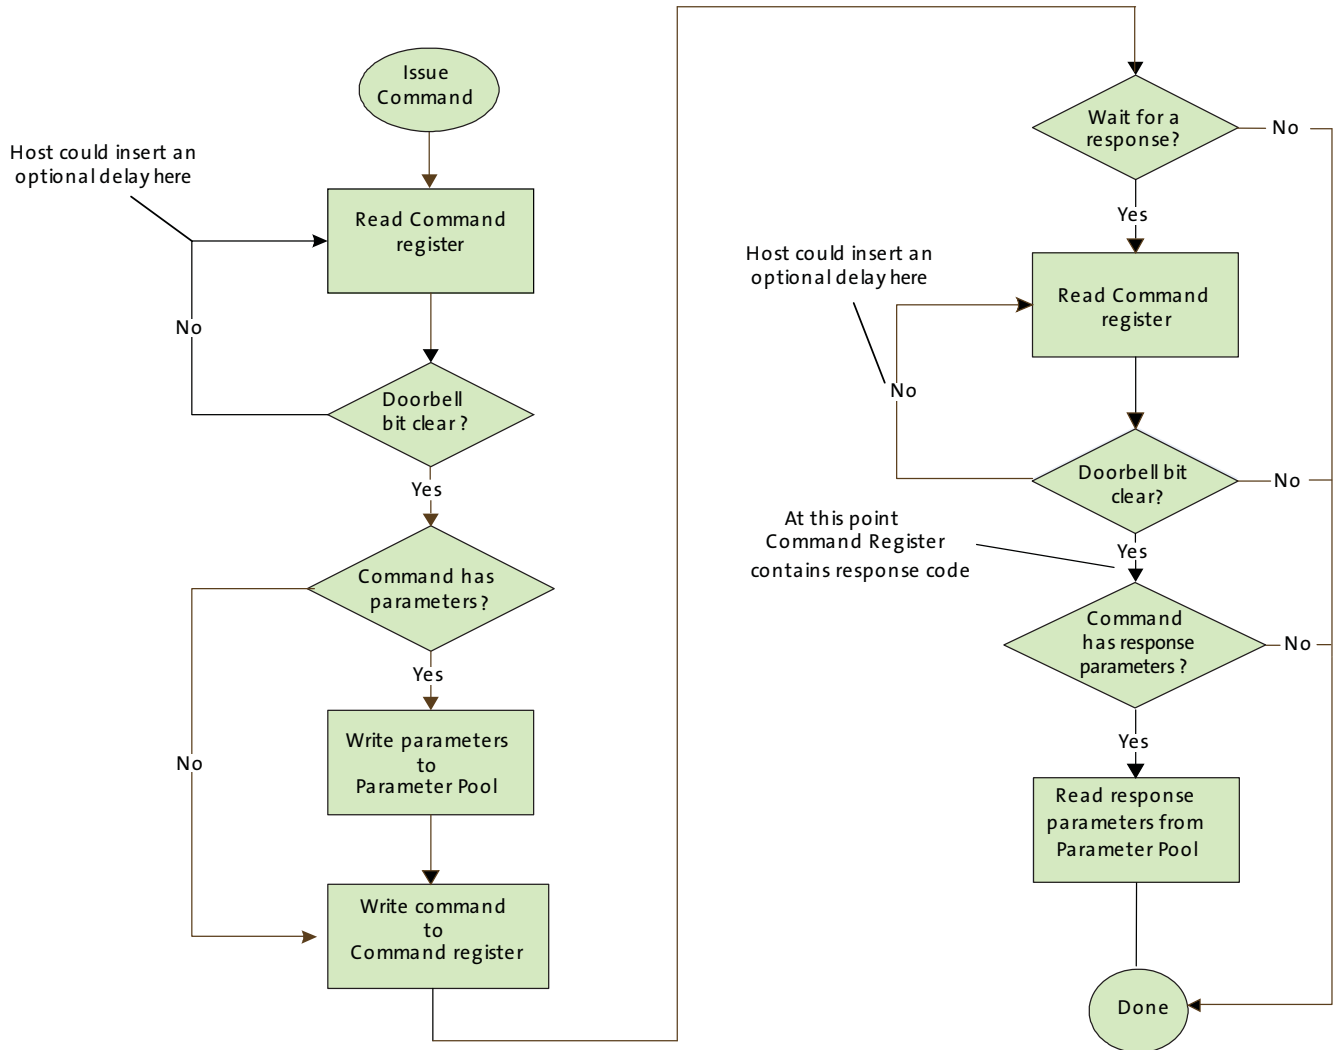 Issue
Command
Host could insert an
optional delay here
Read Command
register
No
Doorbell
bit clear ?
Yes
Command has
parameters?
Yes
No
Write parameters
to
Parameter Pool
Write command
to
Command register
Wait for a
response?
No
Yes
Host could insert an
optional delay here
Read Command
register
No
Doorbell bit
clear?
No
At this point
Command Register
contains response code
Yes
Command
has response
parameters ?
No
Yes
Read response
parameters from
Parameter Pool
Done